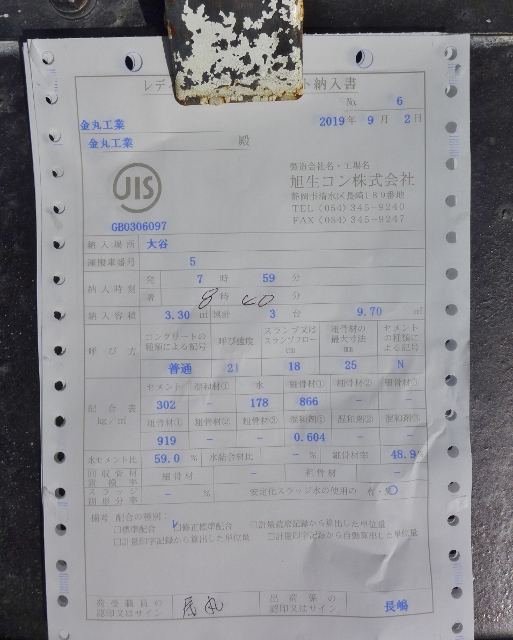 レデ ト納入書
No. 6
2019年 9月 2日
金丸工業
金丸工業 殿
製造会社名・工場名
旭生コン株式会社
静岡市清水区長崎189番地
TEL(054)345-9240
FAX(054)345-9247
JIS
GB0306097
納入場所 大谷
運搬車番号 5
納入時刻 発 7時 59分
着 8時 40分
納入容積 3.30 ㎥ 累計 3台 9.70 ㎥
呼び方 コンクリートの種類による記号 呼び強度 スランプ又はスランプフローcm 粗骨材の最大寸法mm セメントの種類による記号
普通 21 18 25 N
配合表 kg/㎥ セメント 混和材① 水 細骨材① 細骨材② 細骨材③
302 - 178 866 - -
粗骨材① 粗骨材② 粗骨材③ 混和剤① 混和剤② 混和剤③
919 - - 0.604 - -
水セメント比 59.0 % 水結合材比 - % 細骨材率 48.9
回収骨材置換率 細骨材 - 粗骨材 -
スラッジ固形分率 - % 安定化スラッジ水の使用の 有・
備考 配合の種別:
□標準配合 修正標準配合 □計量読取記録から算出した単位量
□計量印字記録から算出した単位量 □計量印字記録から自動算出した単位量
荷受職員の認印又はサイン 出荷係の認印又はサイン 長嶋